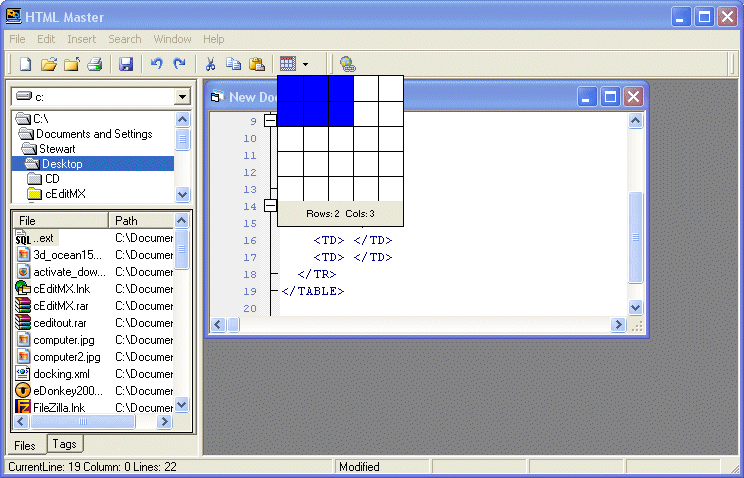 HTML Master
File Edit Insert Search Window Help
c:
C:\
Documents and Settings
Stewart
Desktop
CD
cEditMX
File Path
..ext C:\Documer
3d_ocean15... C:\Documer
activate_dow... C:\Documer
cEditMX.lnk C:\Documer
cEditMX.rar C:\Documer
ceditout.rar C:\Documer
computer.jpg C:\Documer
computer2.jpg C:\Documer
docking.xml C:\Documer
eDonkey200... C:\Documer
FileZilla.lnk C:\Documer
Files Tags
New Doc
9
10
11
12
13
14
15
16 <TD> </TD>
17 <TD> </TD>
18 </TR>
19 </TABLE>
20
Rows: 2 Cols: 3
CurrentLine: 19 Column: 0 Lines: 22 Modified